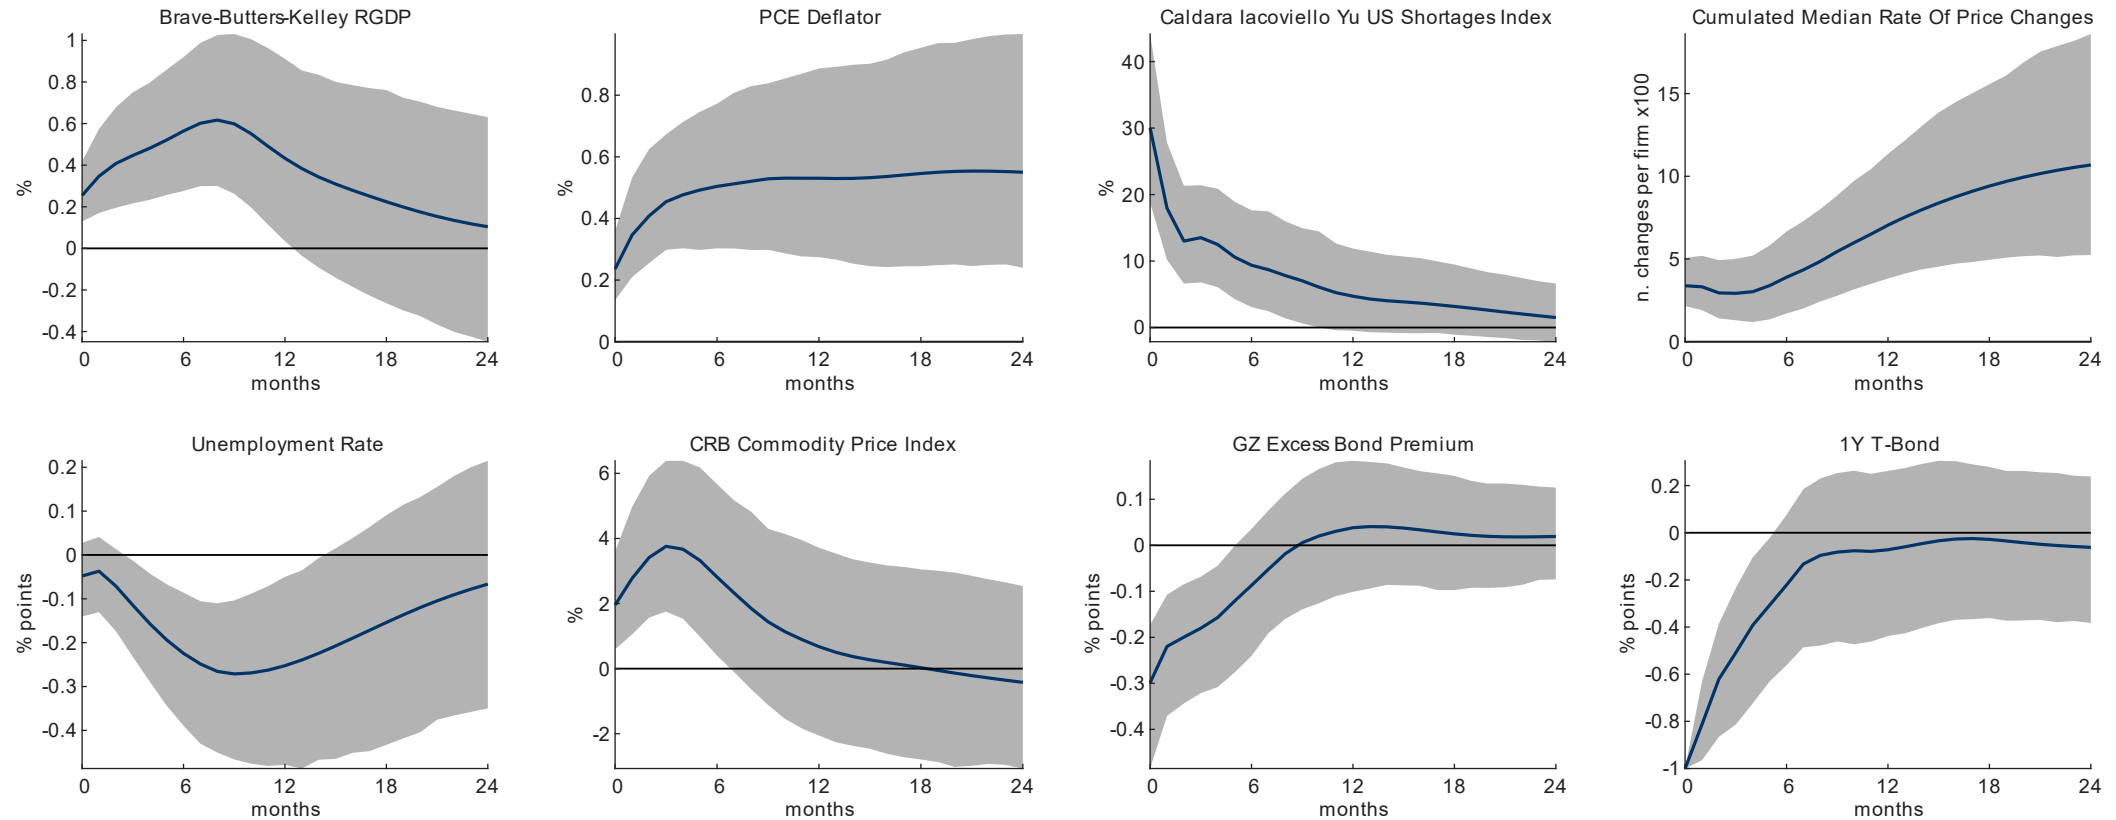 Brave-Butters-Kelley RGDP
%
1
0.8
0.6
0.4
0.2
0
-0.2
-0.4
0 6 12 18 24
months
PCE Deflator
%
0.8
0.6
0.4
0.2
0
0 6 12 18 24
months
Caldara Iacoviello Yu US Shortages Index
%
40
30
20
10
0
0 6 12 18 24
months
Cumulated Median Rate Of Price Changes
n. changes per firm x100
15
10
5
0
0 6 12 18 24
months
Unemployment Rate
% points
0.2
0.1
0
-0.1
-0.2
-0.3
-0.4
0 6 12 18 24
months
CRB Commodity Price Index
%
6
4
2
0
-2
0 6 12 18 24
months
GZ Excess Bond Premium
% points
0.1
0
-0.1
-0.2
-0.3
-0.4
0 6 12 18 24
months
1Y T-Bond
% points
0.2
0
-0.2
-0.4
-0.6
-0.8
-1
0 6 12 18 24
months